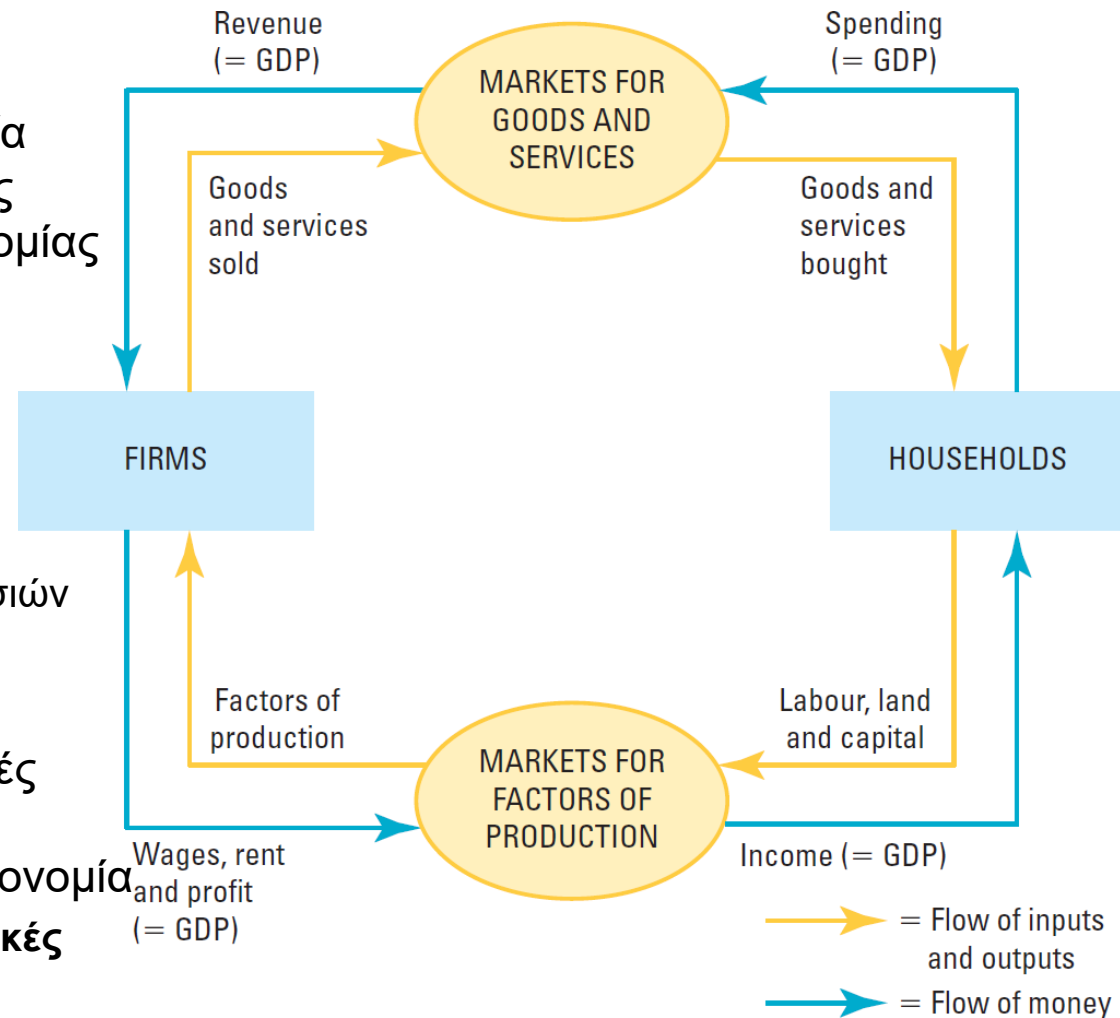 Revenue
(= GDP)
Spending
(= GDP)
MARKETS FOR
GOODS AND
SERVICES
ία
ς
ομίας
Goods
and services
sold
Goods and
services
bought
FIRMS
HOUSEHOLDS
σιών
Factors of
production
Labour, land
and capital
ές
MARKETS FOR
FACTORS OF
PRODUCTION
ονομία
κές
Wages, rent
and profit
(= GDP)
Income (= GDP)
= Flow of inputs
and outputs
= Flow of money